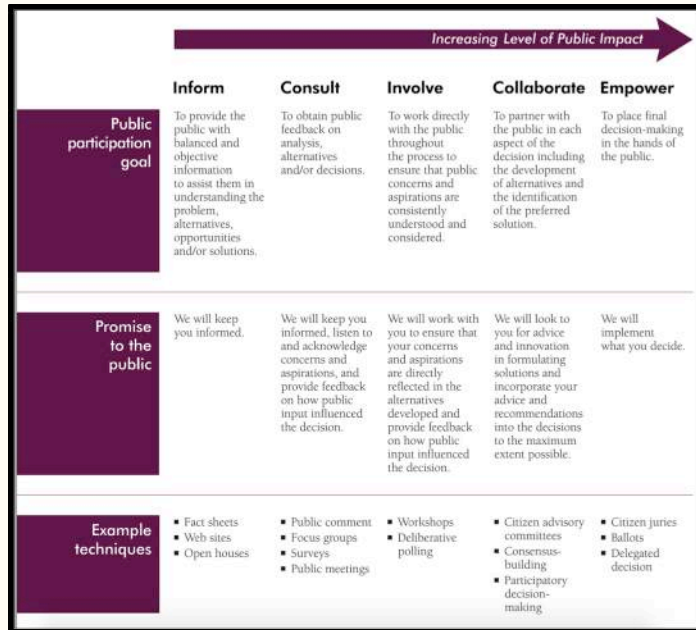 Increasing Level of Public Impact
Inform
Consult
Involve
Collaborate
Empower
Public
participation
goal
To provide the
public with
balanced and
objective
information
to assist them in
understanding the
problem,
alternatives,
opportunities
and/or solutions.
To obtain public
feedback on
analysis,
alternatives
and/or decisions.
To work directly
with the public
throughout
the process to
ensure that public
concerns and
aspirations are
consistently
understood and
considered.
To partner with
the public in each
aspect of the
decision including
the development
of alternatives and
the identification
of the preferred
solution.
To place final
decision-making
in the hands of
the public.
Promise
to the
public
We will keep
you informed.
We will keep you
informed, listen to
and acknowledge
concerns and
aspirations, and
provide feedback
on how public
input influenced
the decision.
We will work with
you to ensure that
your concerns
and aspirations
are directly
reflected in the
alternatives
developed and
provide feedback
on how public
input influenced
the decision.
We will look to
you for advice
and innovation
in formulating
solutions and
incorporate your
advice and
recommendations
into the decisions
to the maximum
extent possible.
We will
implement
what you decide.
Example
techniques
▪ Fact sheets
▪ Web sites
▪ Open houses
▪ Public comment
▪ Focus groups
▪ Surveys
▪ Public meetings
▪ Workshops
▪ Deliberative
polling
▪ Citizen advisory
committees
▪ Consensus-
building
▪ Participatory
decision-
making
▪ Citizen juries
▪ Ballots
▪ Delegated
decision